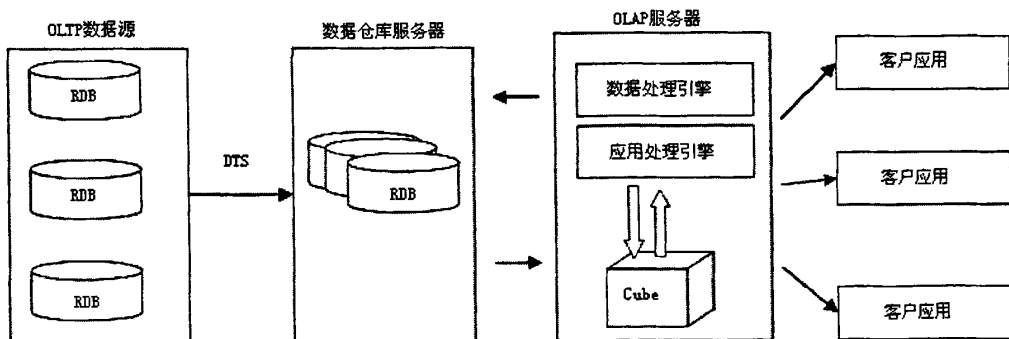 OLTP数据源
RDB
RDB
RDB
DTS
数据仓库服务器
RDB
OLAP服务器
数据处理引擎
应用处理引擎
Cube
客户应用
客户应用
客户应用